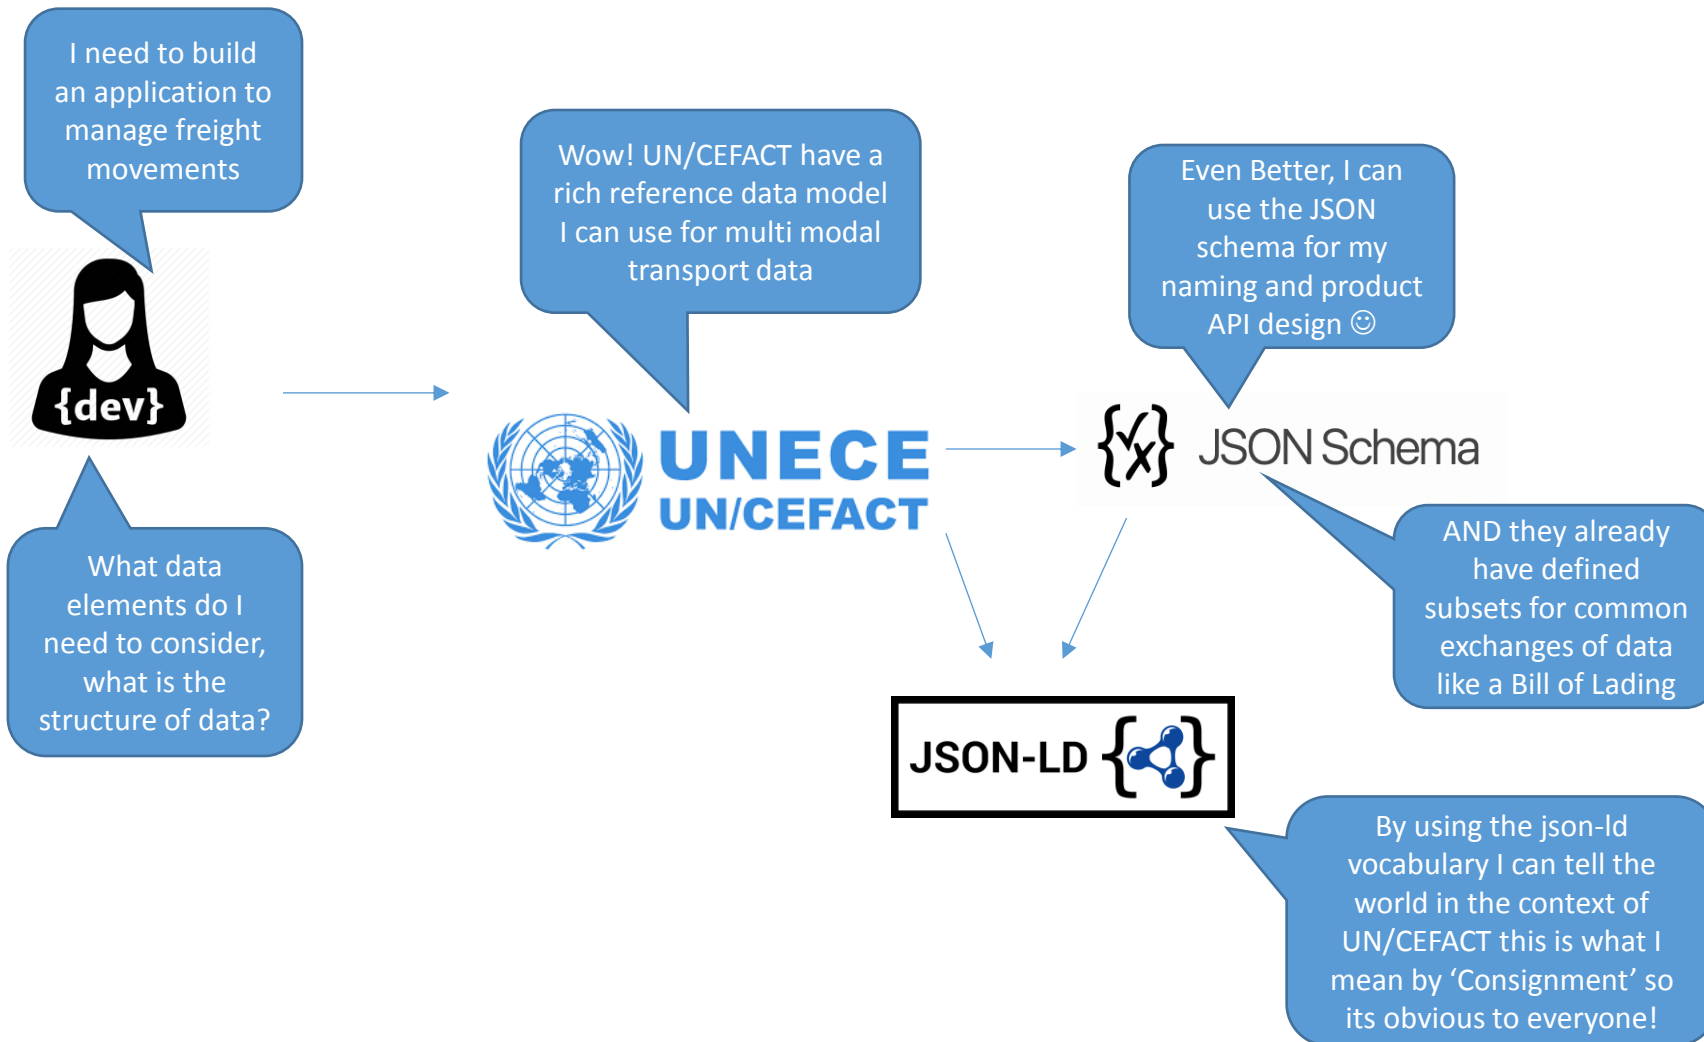 I need to build
an application to
manage freight
movements
{dev}
What data
elements do I
need to consider,
what is the
structure of data?
Wow! UN/CEFACT have a
rich reference data model
I can use for multi modal
transport data
UNECE
UN/CEFACT
Even Better, I can
use the JSON
schema for my
naming and product
API design ☺
JSON Schema
AND they already
have defined
subsets for common
exchanges of data
like a Bill of Lading
JSON-LD
By using the json-ld
vocabulary I can tell the
world in the context of
UN/CEFACT this is what I
mean by ‘Consignment’ so
its obvious to everyone!